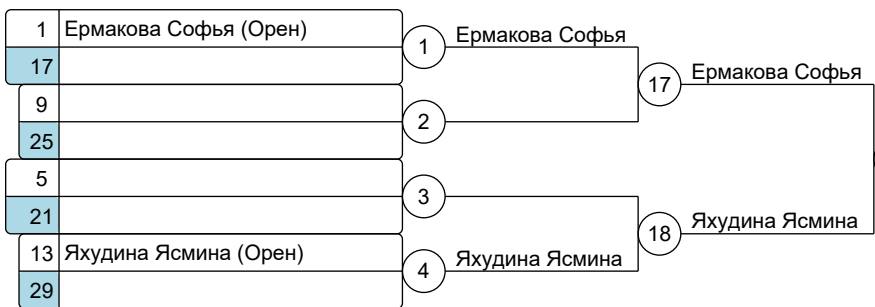 1 Ермакова Софья (Орен)
17
9
25
5
21
13 Яхудина Ясмина (Орен)
29
1 Ермакова Софья
2
3
4 Яхудина Ясмина
17 Ермакова Софья
18 Яхудина Ясмина